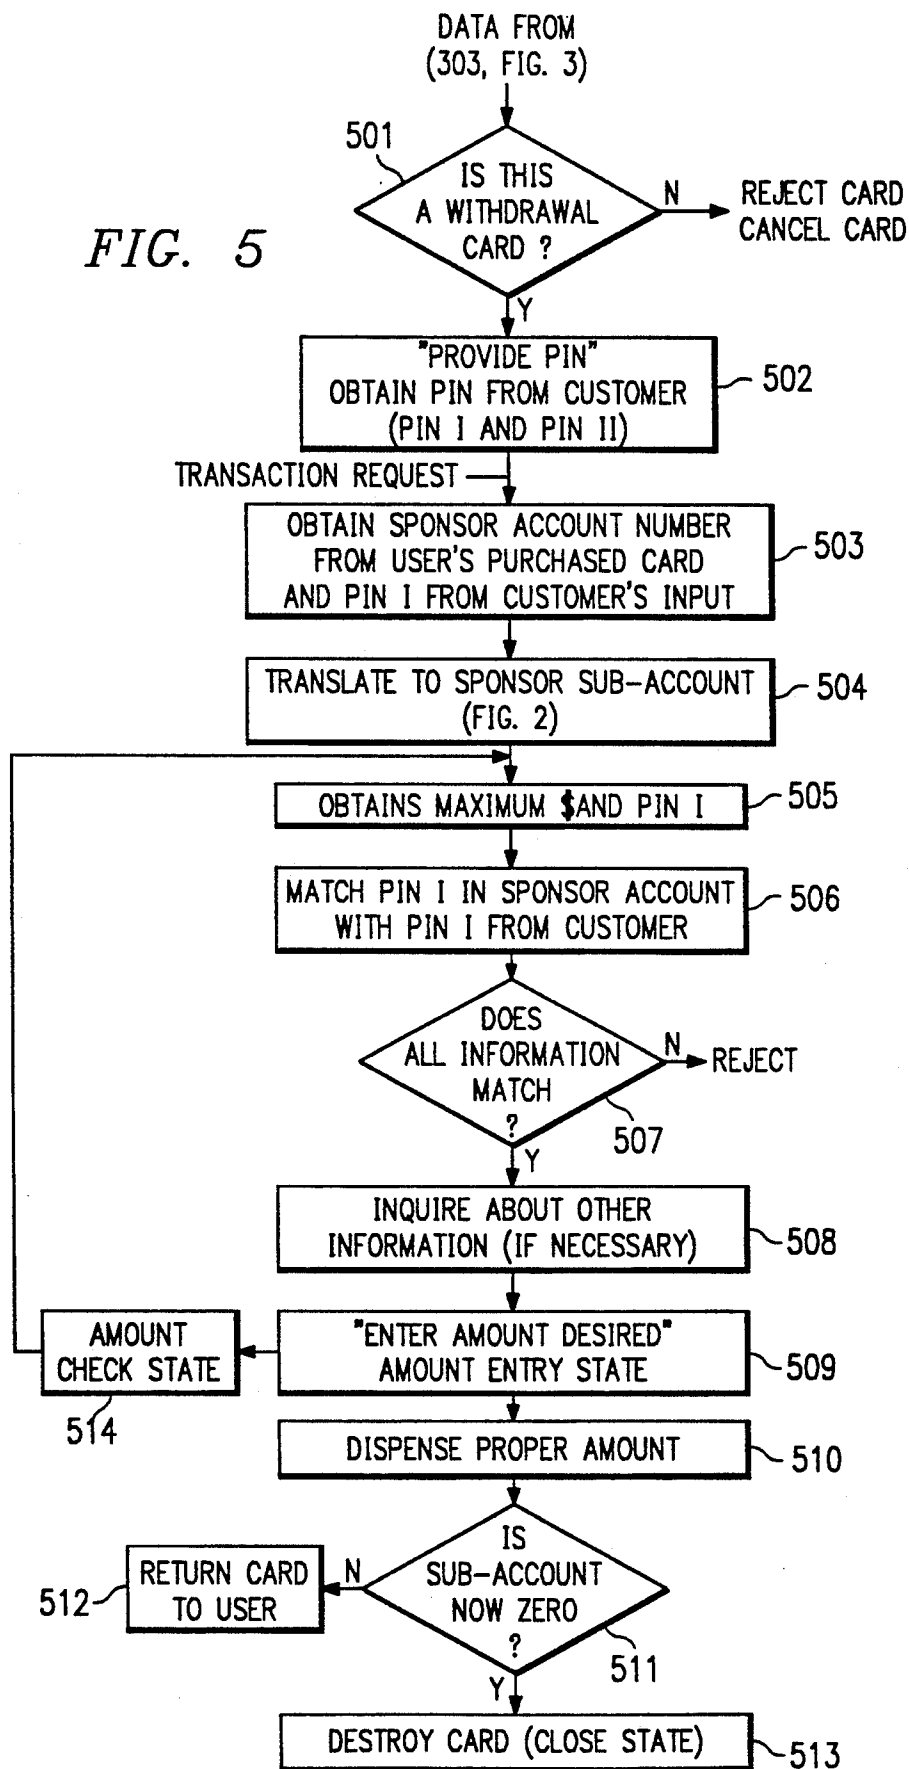 DATA FROM
(303, FIG. 3)
501
IS THIS
A WITHDRAWAL
CARD ?
N
REJECT CARD
CANCEL CARD
FIG. 5
Y
"PROVIDE PIN"
OBTAIN PIN FROM CUSTOMER
(PIN I AND PIN II)
502
TRANSACTION REQUEST
OBTAIN SPONSOR ACCOUNT NUMBER
FROM USER'S PURCHASED CARD
AND PIN I FROM CUSTOMER'S INPUT
503
TRANSLATE TO SPONSOR SUB-ACCOUNT
(FIG. 2)
504
OBTAINS MAXIMUM $AND PIN I
505
MATCH PIN I IN SPONSOR ACCOUNT
WITH PIN I FROM CUSTOMER
506
DOES
ALL INFORMATION
MATCH
?
N
REJECT
507
Y
INQUIRE ABOUT OTHER
INFORMATION (IF NECESSARY)
508
AMOUNT
CHECK STATE
514
"ENTER AMOUNT DESIRED"
AMOUNT ENTRY STATE
509
DISPENSE PROPER AMOUNT
510
IS
SUB-ACCOUNT
NOW ZERO
?
511
N
RETURN CARD
TO USER
512
Y
DESTROY CARD (CLOSE STATE)
513